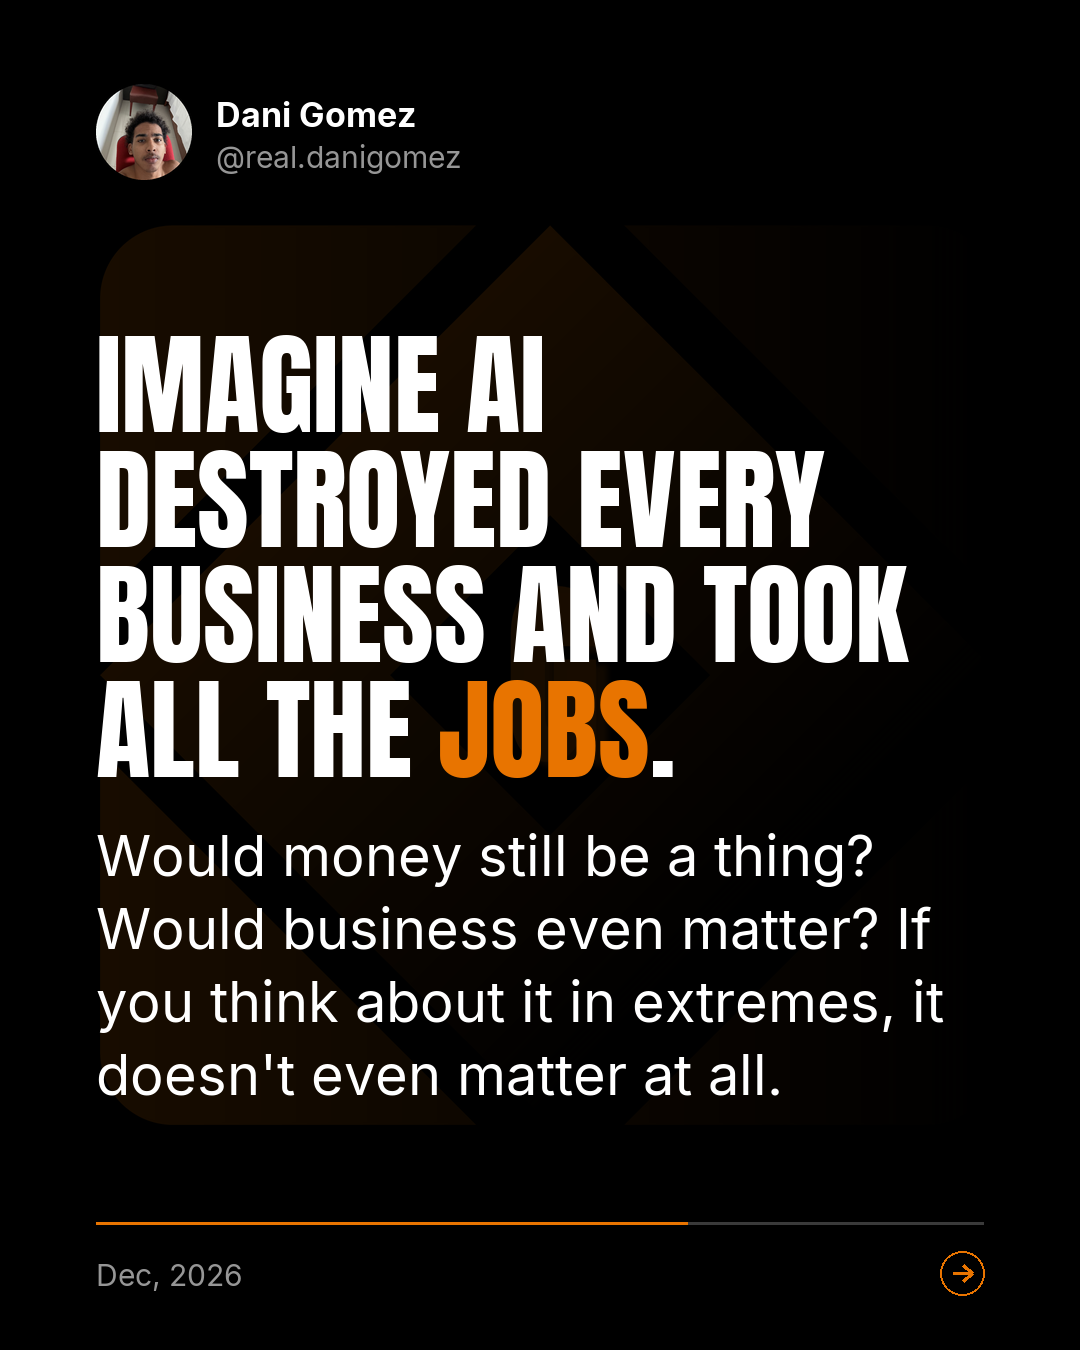 Dani Gomez
@real.danigomez
IMAGINE AI
DESTROYED EVERY
BUSINESS AND TOOK
ALL THE JOBS.
Would money still be a thing?
Would business even matter? If
you think about it in extremes, it
doesn't even matter at all.
Dec, 2026